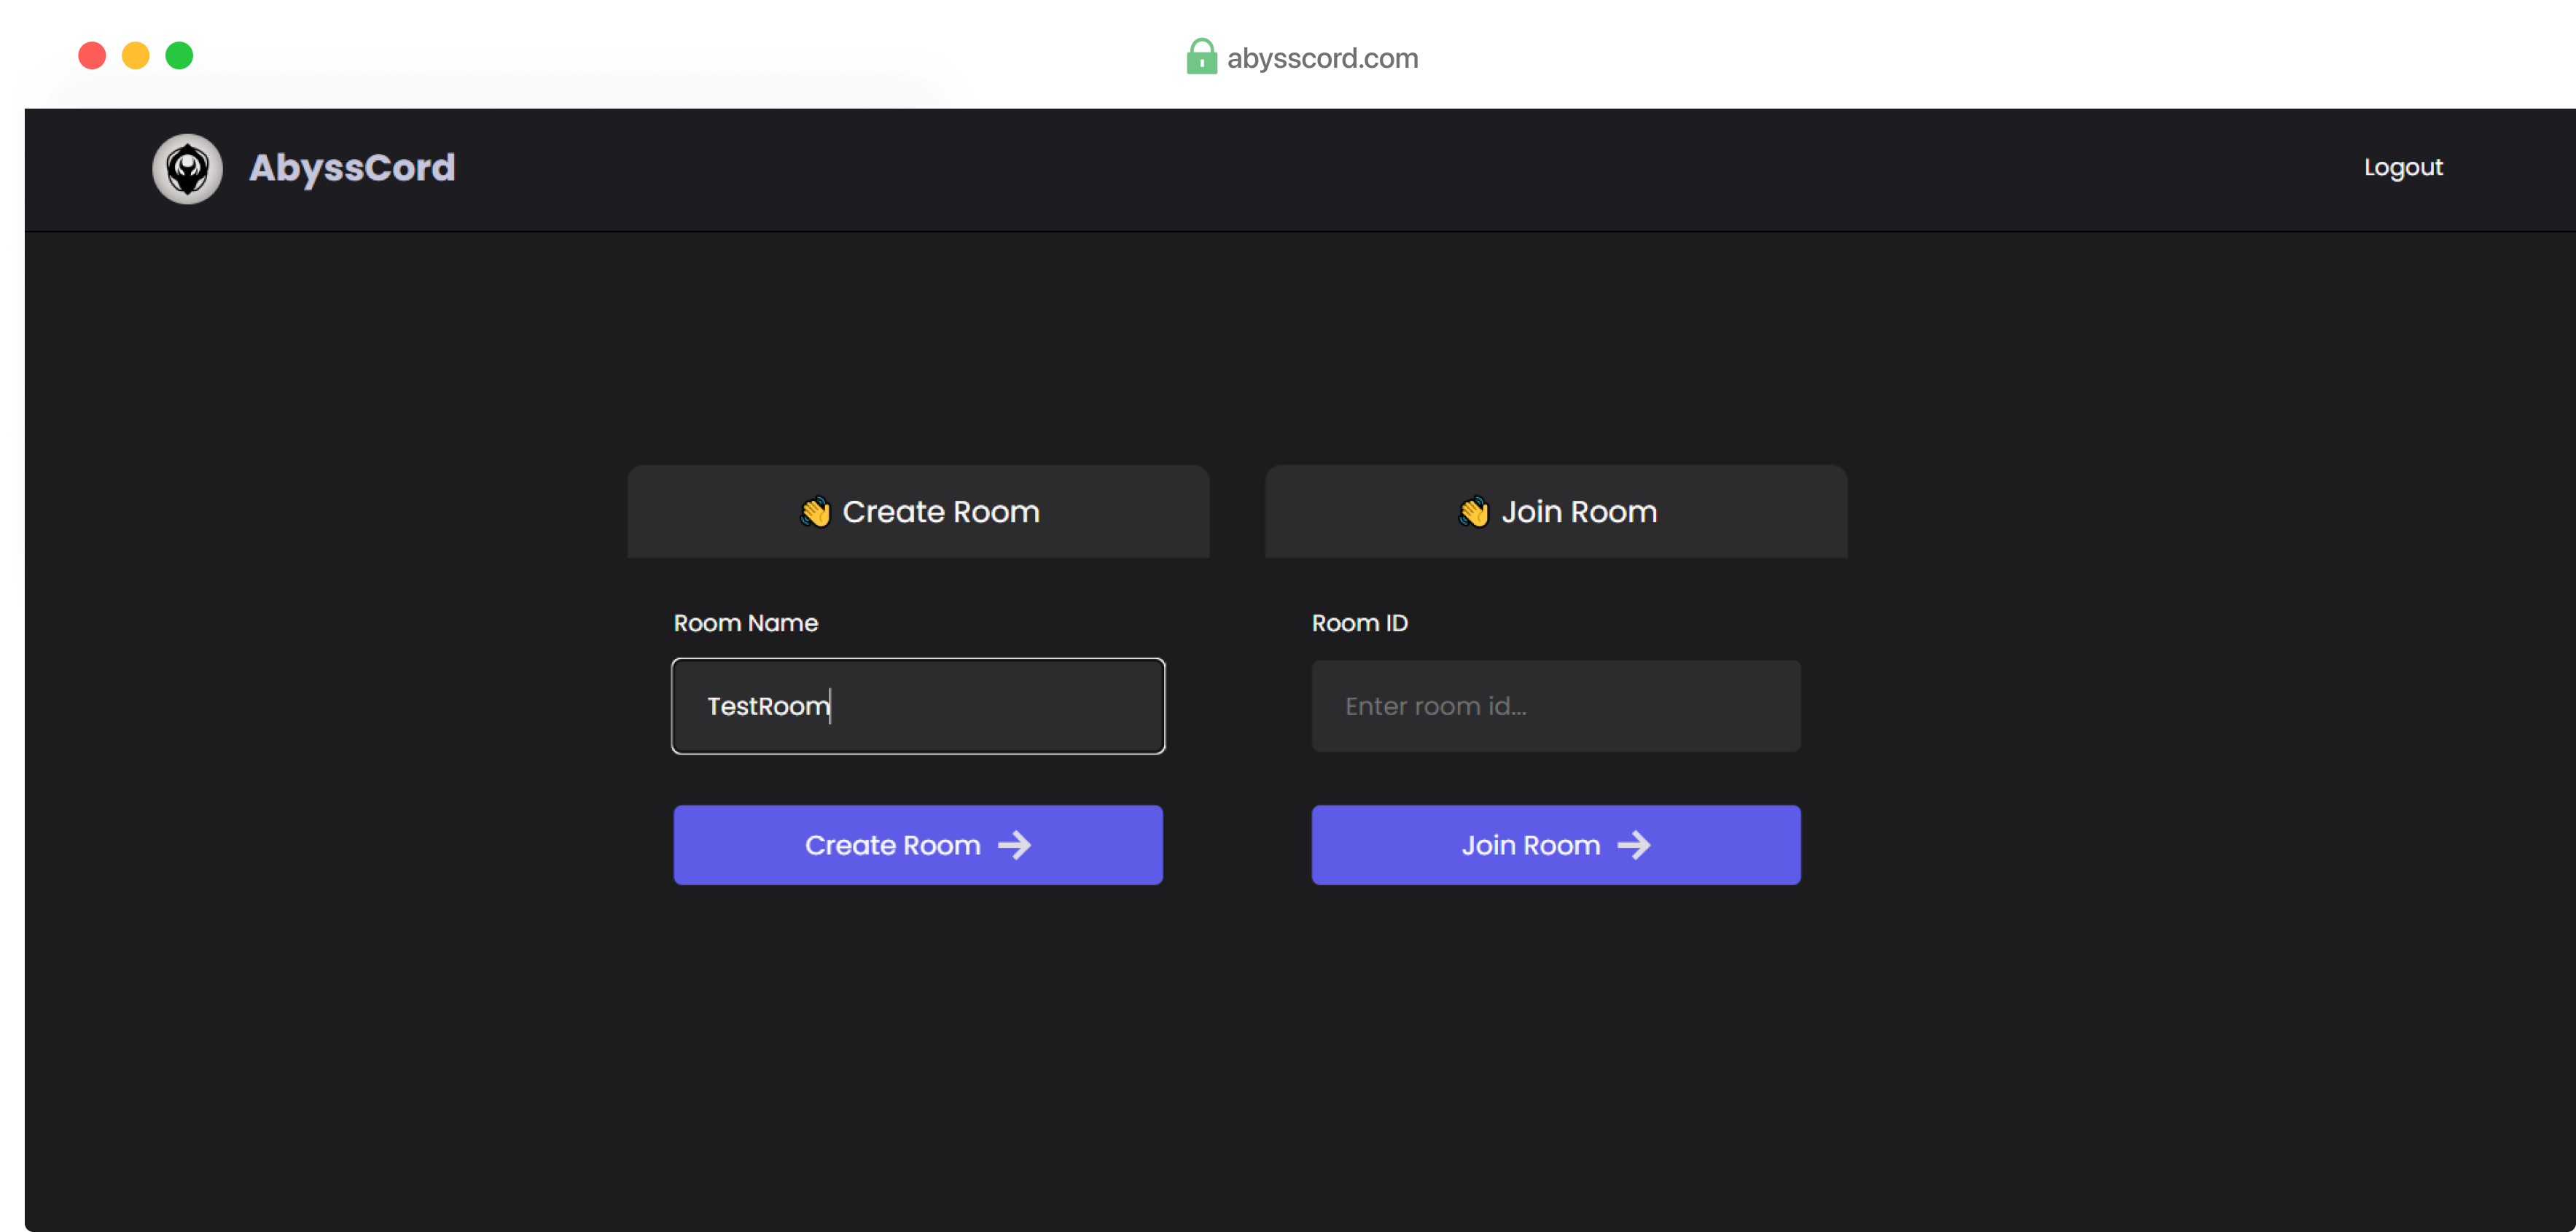 abysscord.com
AbyssCord
Logout
👋 Create Room
Room Name
TestRoom
Create Room →
👋 Join Room
Room ID
Enter room id...
Join Room →